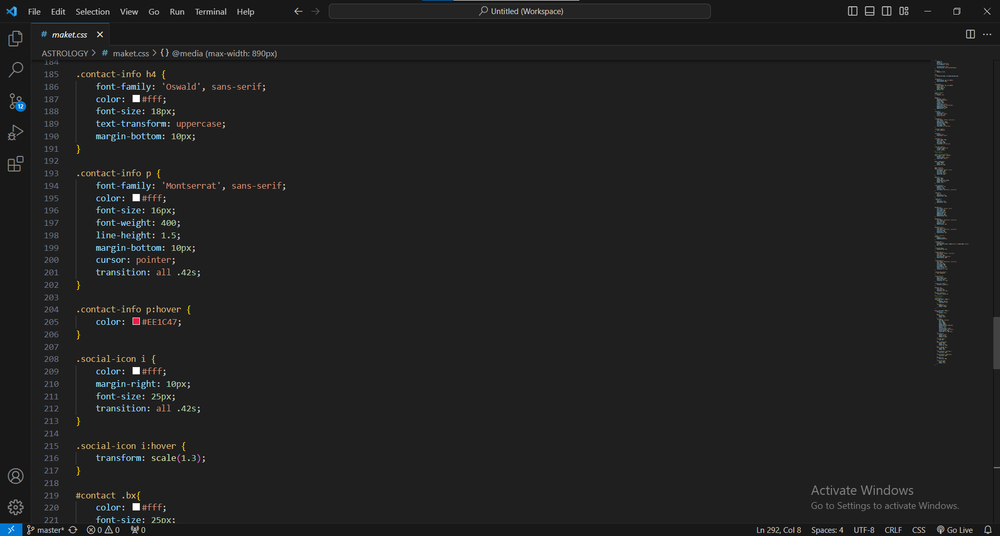 File Edit Selection View Go Run Terminal Help Untitled (Workspace)
# maket.css
ASTROLOGY > # maket.css > {} @media (max-width: 890px)
184
185 .contact-info h4 {
186 font-family: 'Oswald', sans-serif;
187 color: #fff;
188 font-size: 18px;
189 text-transform: uppercase;
190 margin-bottom: 10px;
191 }
192
193 .contact-info p {
194 font-family: 'Montserrat', sans-serif;
195 color: #fff;
196 font-size: 16px;
197 font-weight: 400;
198 line-height: 1.5;
199 margin-bottom: 10px;
200 cursor: pointer;
201 transition: all .42s;
202 }
203
204 .contact-info p:hover {
205 color: #EE1C47;
206 }
207
208 .social-icon i {
209 color: #fff;
210 margin-right: 10px;
211 font-size: 25px;
212 transition: all .42s;
213 }
214
215 .social-icon i:hover {
216 transform: scale(1.3);
217 }
218
219 #contact .bx{
220 color: #fff;
221 font-size: 25px;
12
Activate Windows
Go to Settings to activate Windows.
master* 0 0 0 Ln 292, Col 8 Spaces: 4 UTF-8 CRLF CSS Go Live